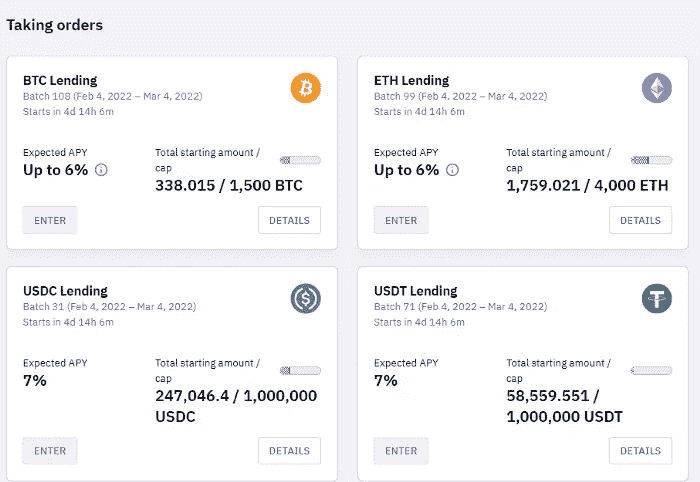 Taking orders
BTC Lending
Batch 108 (Feb 4, 2022 – Mar 4, 2022)
Starts in 4d 14h 6m
Expected APY
Up to 6%
Total starting amount /
cap
338.015 / 1,500 BTC
ENTER
DETAILS
ETH Lending
Batch 99 (Feb 4, 2022 – Mar 4, 2022)
Starts in 4d 14h 6m
Expected APY
Up to 6%
Total starting amount /
cap
1,759.021 / 4,000 ETH
ENTER
DETAILS
USDC Lending
Batch 31 (Feb 4, 2022 – Mar 4, 2022)
Starts in 4d 14h 6m
Expected APY
7%
Total starting amount /
cap
247,046.4 / 1,000,000
USDC
ENTER
DETAILS
USDT Lending
Batch 71 (Feb 4, 2022 – Mar 4, 2022)
Starts in 4d 14h 6m
Expected APY
7%
Total starting amount /
cap
58,559.551 /
1,000,000 USDT
ENTER
DETAILS